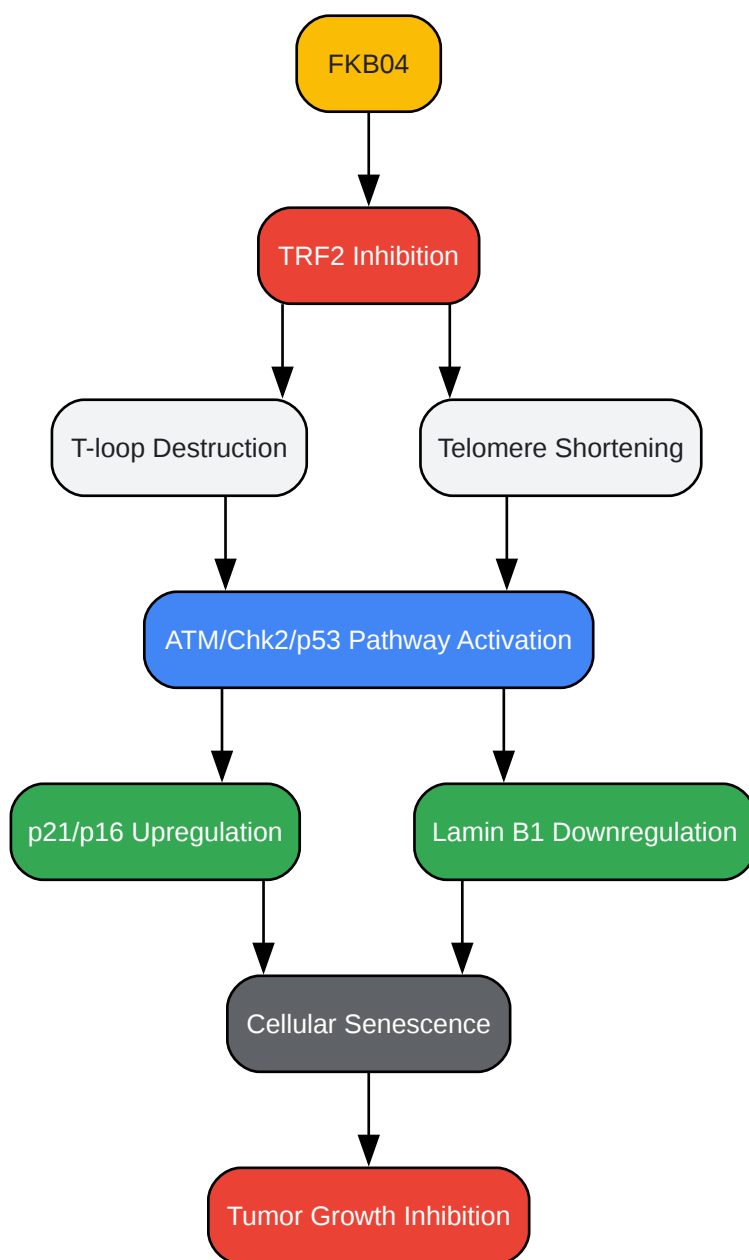 FKB04
TRF2 Inhibition
T-loop Destruction
Telomere Shortening
ATM/Chk2/p53 Pathway Activation
p21/p16 Upregulation
Lamin B1 Downregulation
Cellular Senescence
Tumor Growth Inhibition